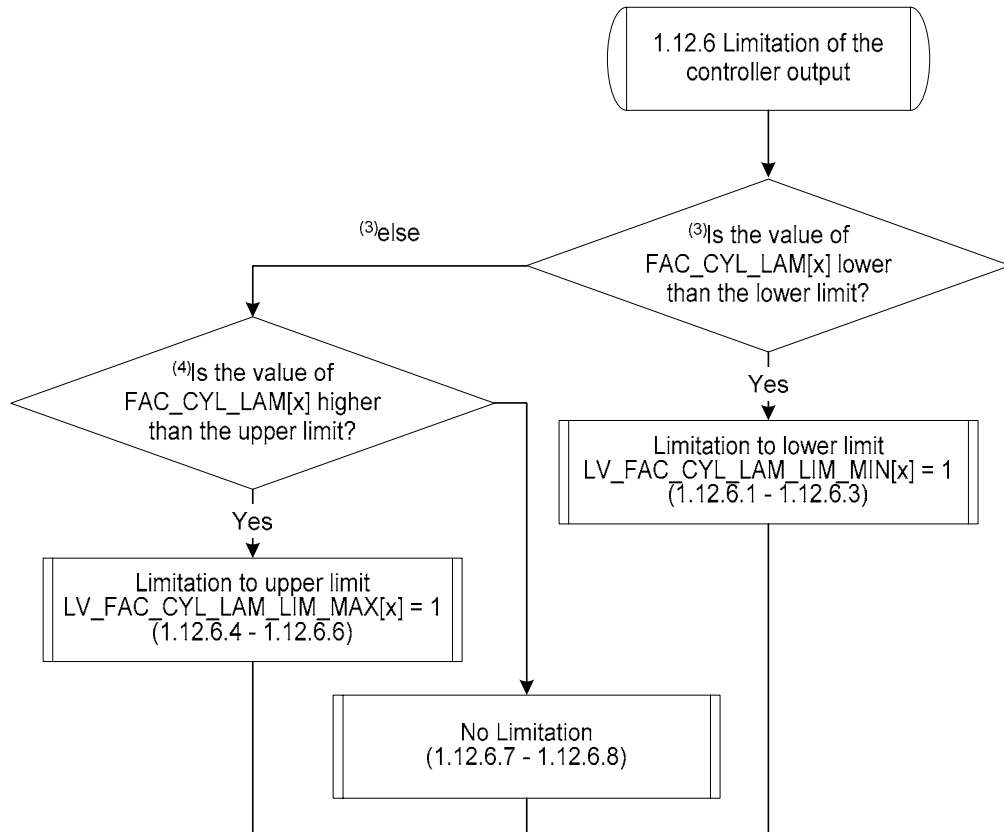 1.12.6 Limitation of the
controller output
(3)else
(3)Is the value of
FAC_CYL_LAM[x] lower
than the lower limit?
(4)Is the value of
FAC_CYL_LAM[x] higher
than the upper limit?
Yes
Limitation to lower limit
LV_FAC_CYL_LAM_LIM_MIN[x] = 1
(1.12.6.1 - 1.12.6.3)
Yes
Limitation to upper limit
LV_FAC_CYL_LAM_LIM_MAX[x] = 1
(1.12.6.4 - 1.12.6.6)
No Limitation
(1.12.6.7 - 1.12.6.8)